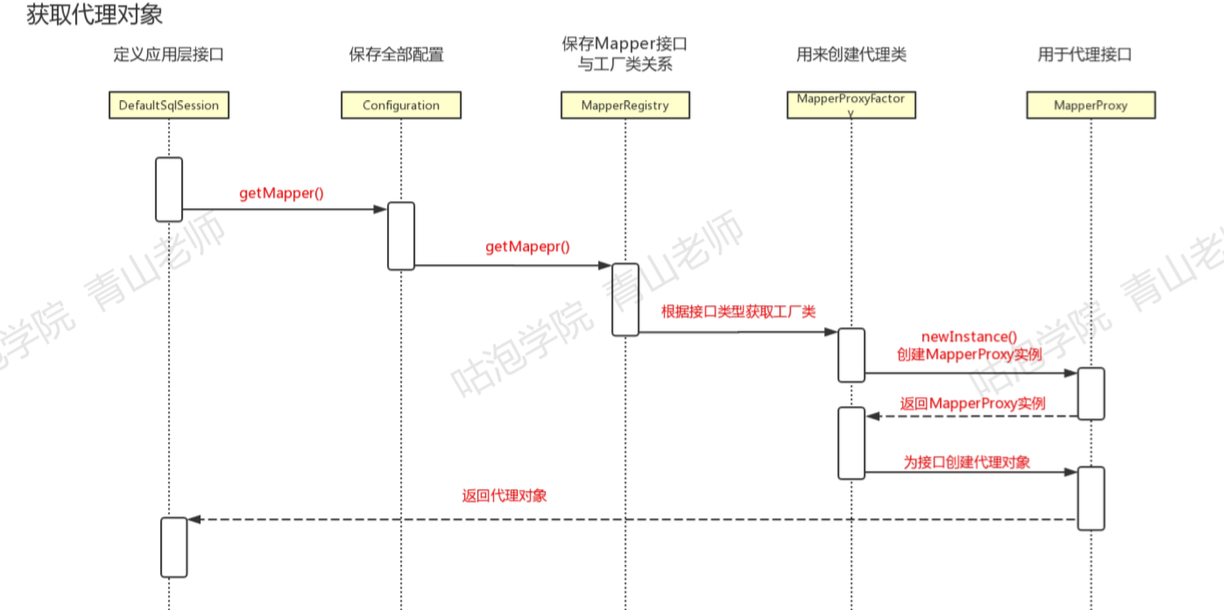 获取代理对象
定义应用层接口
保存全部配置
保存Mapper接口
与工厂类关系
用来创建代理类
用于代理接口
DefaultSqlSession
Configuration
MapperRegistry
MapperProxyFactor
y
MapperProxy
getMapper()
getMapepr()
根据接口类型获取工厂类
newInstance()
创建MapperProxy实例
返回MapperProxy实例
为接口创建代理对象
返回代理对象
泡学院 青山老师
咕泡学院 青山老师
咕泡学院 青山老